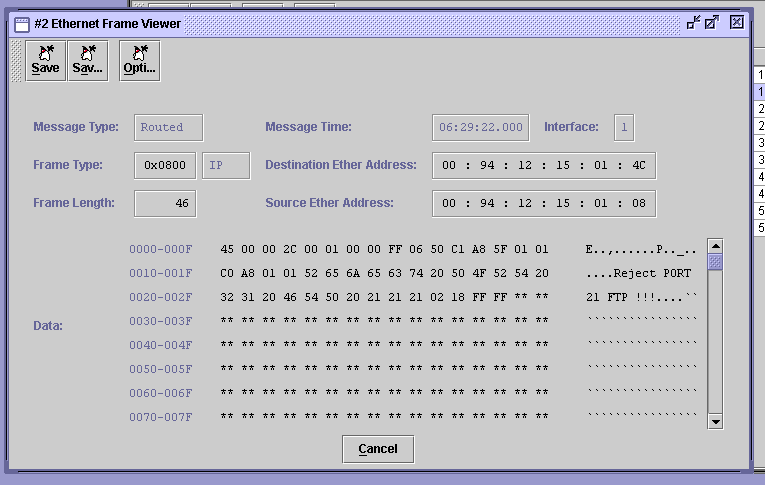 #2 Ethernet Frame Viewer
Save Sav... Opti...
Message Type: Routed Message Time: 06:29:22.000 Interface: 1
Frame Type: 0x0800 IP Destination Ether Address: 00 : 94 : 12 : 15 : 01 : 4C
Frame Length: 46 Source Ether Address: 00 : 94 : 12 : 15 : 01 : 08
Data:
0000-000F 45 00 00 2C 00 01 00 00 FF 06 50 C1 A8 5F 01 01 E..,......P.._..
0010-001F C0 A8 01 01 52 65 6A 65 63 74 20 50 4F 52 54 20 ....Reject PORT
0020-002F 32 31 20 46 54 50 20 21 21 21 02 18 FF FF ** ** 21 FTP !!!....``
0030-003F ** ** ** ** ** ** ** ** ** ** ** ** ** ** ** ** ````````````````
0040-004F ** ** ** ** ** ** ** ** ** ** ** ** ** ** ** ** ````````````````
0050-005F ** ** ** ** ** ** ** ** ** ** ** ** ** ** ** ** ````````````````
0060-006F ** ** ** ** ** ** ** ** ** ** ** ** ** ** ** ** ````````````````
0070-007F ** ** ** ** ** ** ** ** ** ** ** ** ** ** ** ** ````````````````
Cancel
1
1
2
2
3
3
4
4
5
5